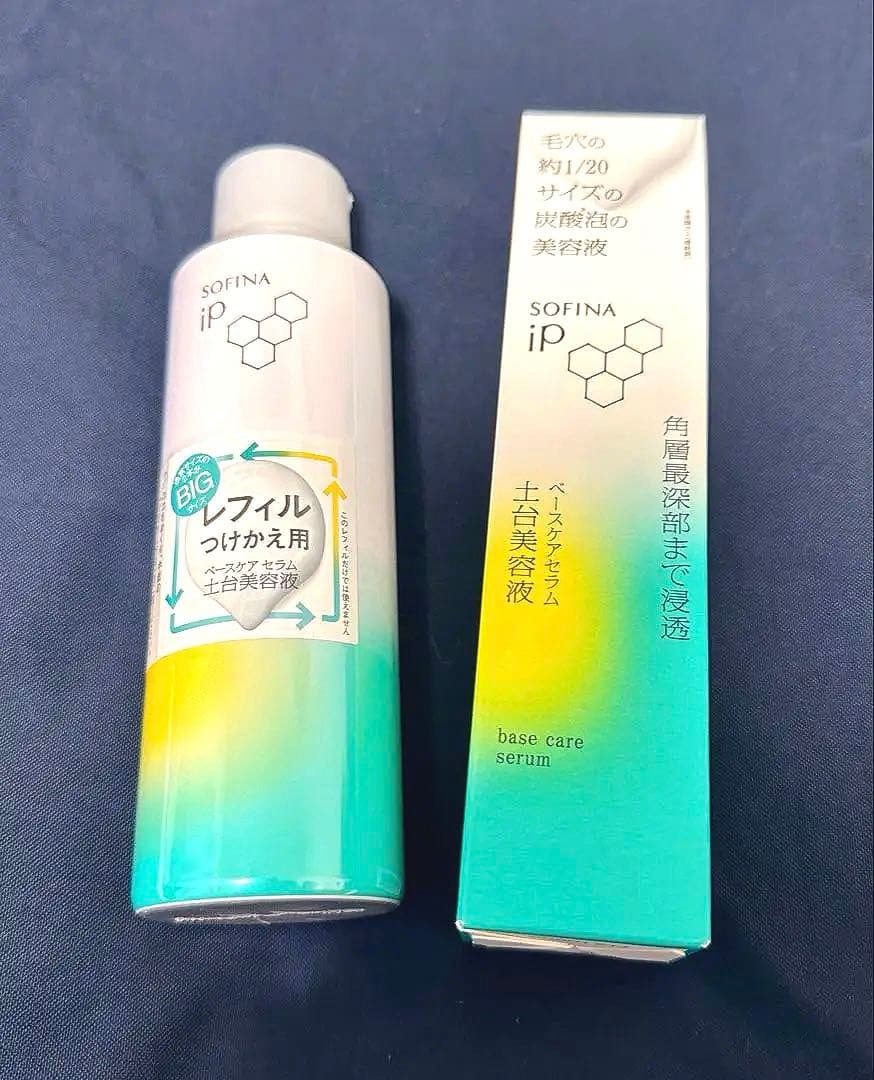 SOFINA
iP
BIG
サイズ
レフィル
つけかえ用
ベースケア セラム
土台美容液
このレフィルだけでは使えません
毛穴の
約1/20
サイズの
炭酸泡の
美容液
SOFINA
iP
角層最深部まで浸透
ベースケアセラム
土台美容液
base care
serum